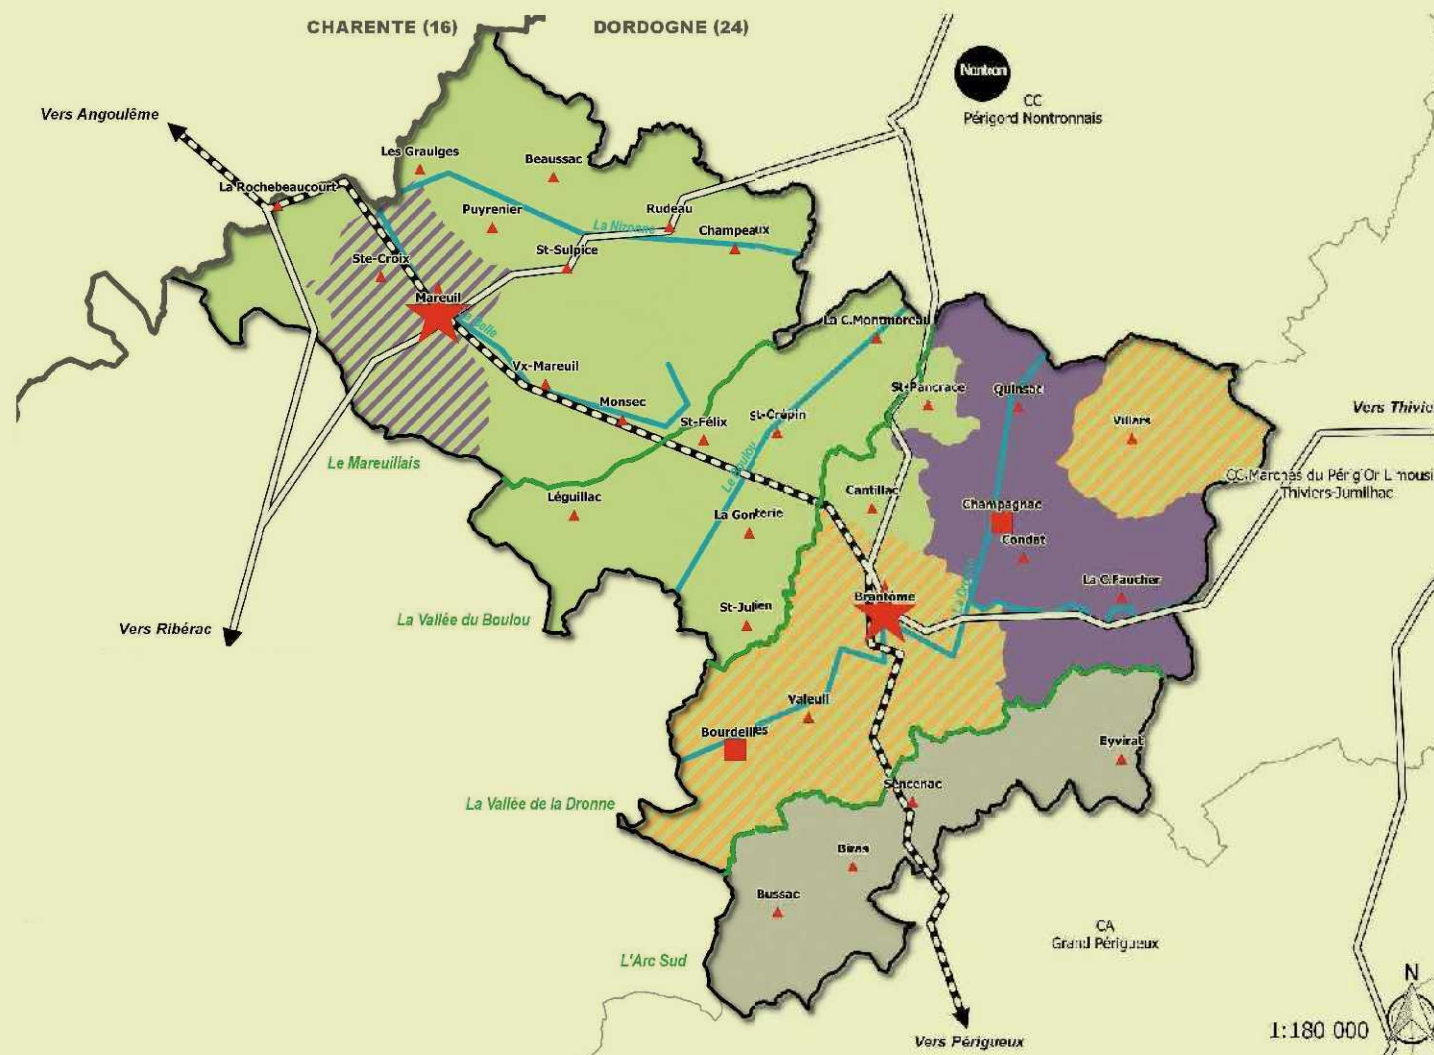 CHARENTE (16)
DORDOGNE (24)
Nontron
CC
Périgord Nontronnais
Vers Angoulême
Les Graulges
Beaussac
La Rochebeaucourt
Puyrenier
Rudeau
La Nizonne
Champeaux
St-Sulpice
Ste-Croix
Mareuil
La Belle
La C.Montmoreau
Vx-Mareuil
Monsec
St-Félix
St-Crépin
St-Pancrace
Quinsac
Villars
Vers Thivie
Le Mareuillais
Le Boulou
CC Marches du Périg'Or Limousi
Thiviers-Jumilhac
Léguillac
La Gonterie
Cantillac
Champagnac
Condat
La C.Faucher
La Dronne
Brantôme
St-Julien
La Vallée du Boulou
Vers Ribérac
Valeuil
Bourdeilles
Eyvirat
Sencenac
La Vallée de la Dronne
Biras
Bussac
CA
Grand Périgueux
L'Arc Sud
N
1:180 000
Vers Périgueux